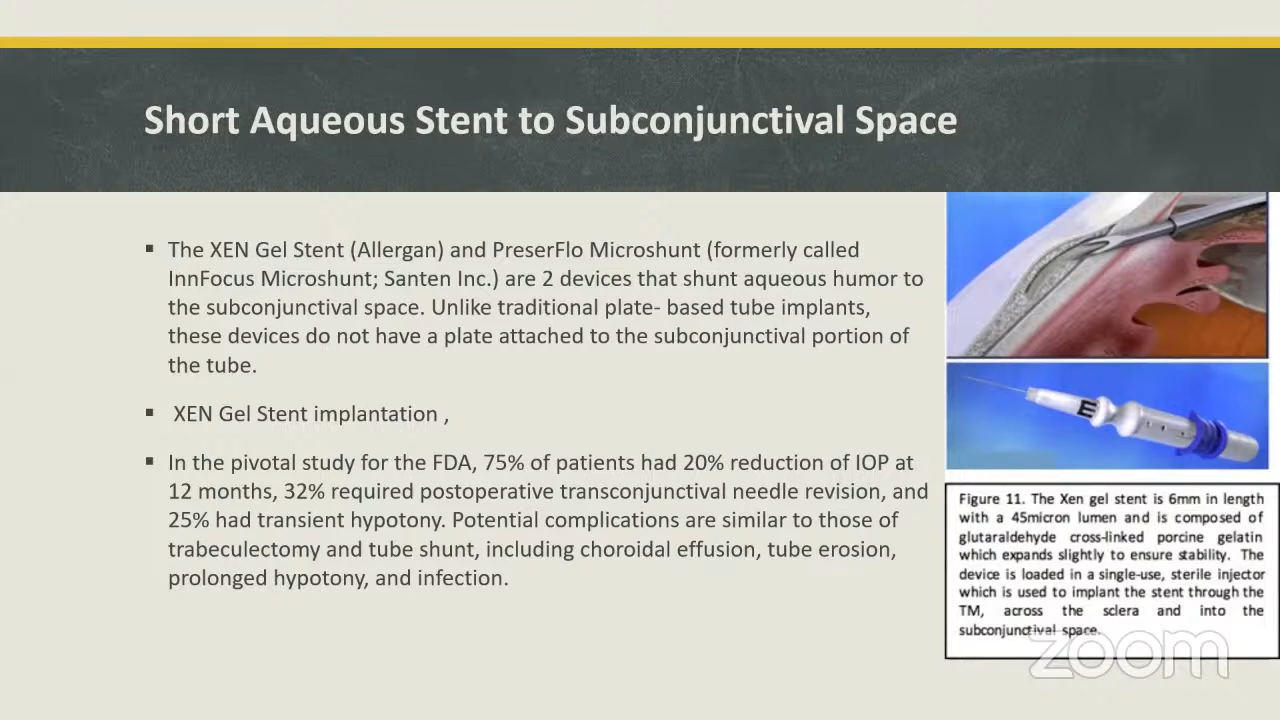 Short Aqueous Stent to Subconjunctival Space
▪ The XEN Gel Stent (Allergan) and PreserFlo Microshunt (formerly called
InnFocus Microshunt; Santen Inc.) are 2 devices that shunt aqueous humor to
the subconjunctival space. Unlike traditional plate- based tube implants,
these devices do not have a plate attached to the subconjunctival portion of
the tube.
▪ XEN Gel Stent implantation ,
▪ In the pivotal study for the FDA, 75% of patients had 20% reduction of IOP at
12 months, 32% required postoperative transconjunctival needle revision, and
25% had transient hypotony. Potential complications are similar to those of
trabeculectomy and tube shunt, including choroidal effusion, tube erosion,
prolonged hypotony, and infection.
Figure 11. The Xen gel stent is 6mm in length
with a 45micron lumen and is composed of
glutaraldehyde cross-linked porcine gelatin
which expands slightly to ensure stability. The
device is loaded in a single-use, sterile injector
which is used to implant the stent through the
TM, across the sclera and into the
subconjunctival space.
zoom